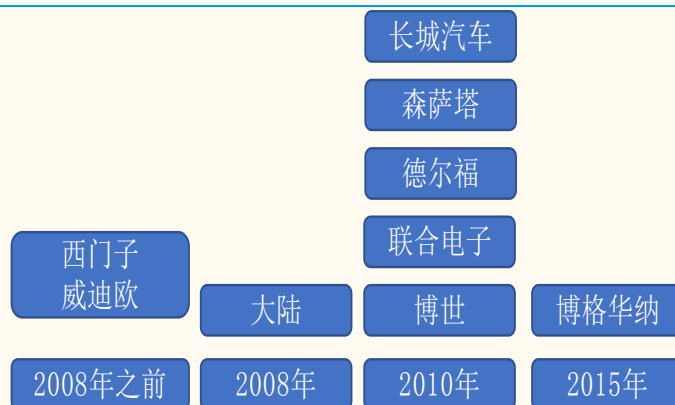 长城汽车
森萨塔
德尔福
联合电子
西门子
威迪欧
大陆
博世
博格华纳
2008年之前
2008年
2010年
2015年